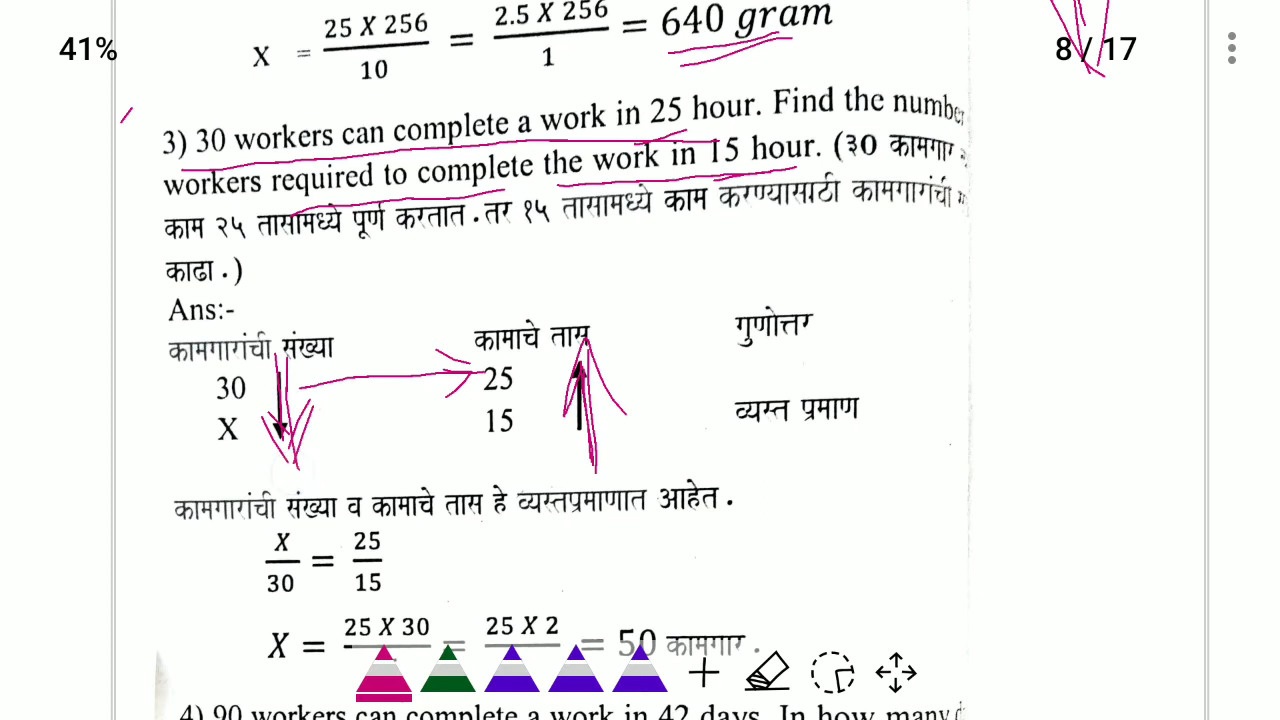 X = 25 X 256 / 10 = 2.5 X 256 / 1 = 640 gram
41%
8 / 17
3) 30 workers can complete a work in 25 hour. Find the number
workers required to complete the work in 15 hour. (३० कामगार
काम २५ तासामध्ये पूर्ण करतात . तर १५ तासामध्ये काम करण्यासाठी कामगारांची
काढा .)
Ans:-
कामगारांची संख्या कामाचे तास गुणोत्तर
30 25
X 15 व्यस्त प्रमाण
कामगारांची संख्या व कामाचे तास हे व्यस्तप्रमाणात आहेत .
X / 30 = 25 / 15
X = 25 X 30 = 25 X 2 = 50 कामगार .
4) 90 workers can complete a work in 42 days. In how many